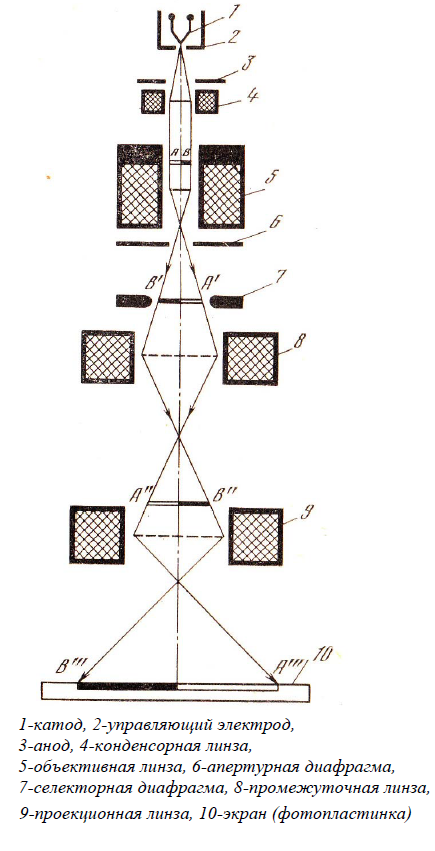 1
2
3
4
A B
5
6
B' A'
7
8
A''' B''
9
B''' A'''' 10
1-катод, 2-управляющий электрод,
3-анод, 4-конденсорная линза,
5-объективная линза, 6-апертурная диафрагма,
7-селекторная диафрагма, 8-промежуточная линза,
9-проекционная линза, 10-экран (фотопластинка)